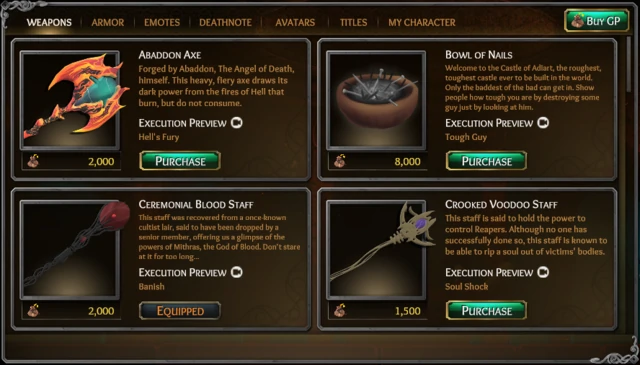 WEAPONS ARMOR EMOTES DEATHNOTE AVATARS TITLES MY CHARACTER BUY GP
ABADDON AXE
Forged by Abaddon, The Angel of Death,
himself. This heavy, fiery axe draws its
dark power from the fires of Hell that
burn, but do not consume.
EXECUTION PREVIEW
Hell's Fury
2,000 PURCHASE
BOWL OF NAILS
Welcome to the Castle of Adlart, the roughest,
toughest castle ever to be built in the world.
Only the baddest of the bad can get in. Show
people how tough you are by destroying some
guy just by looking at him.
EXECUTION PREVIEW
Tough Guy
8,000 PURCHASE
CEREMONIAL BLOOD STAFF
This staff was recovered from a once-known
cultist lair, said to have been dropped by a
senior member, offering us a glimpse of the
powers of Mithras, the God of Blood. Don't stare
at it for too long...
EXECUTION PREVIEW
Banish
2,000 EQUIPPED
CROOKED VOODOO STAFF
This staff is said to hold the power to
control Reapers. Although no one has
successfully done so, this staff is known to
be able to rip a soul out of victims' bodies.
EXECUTION PREVIEW
Soul Shock
1,500 PURCHASE